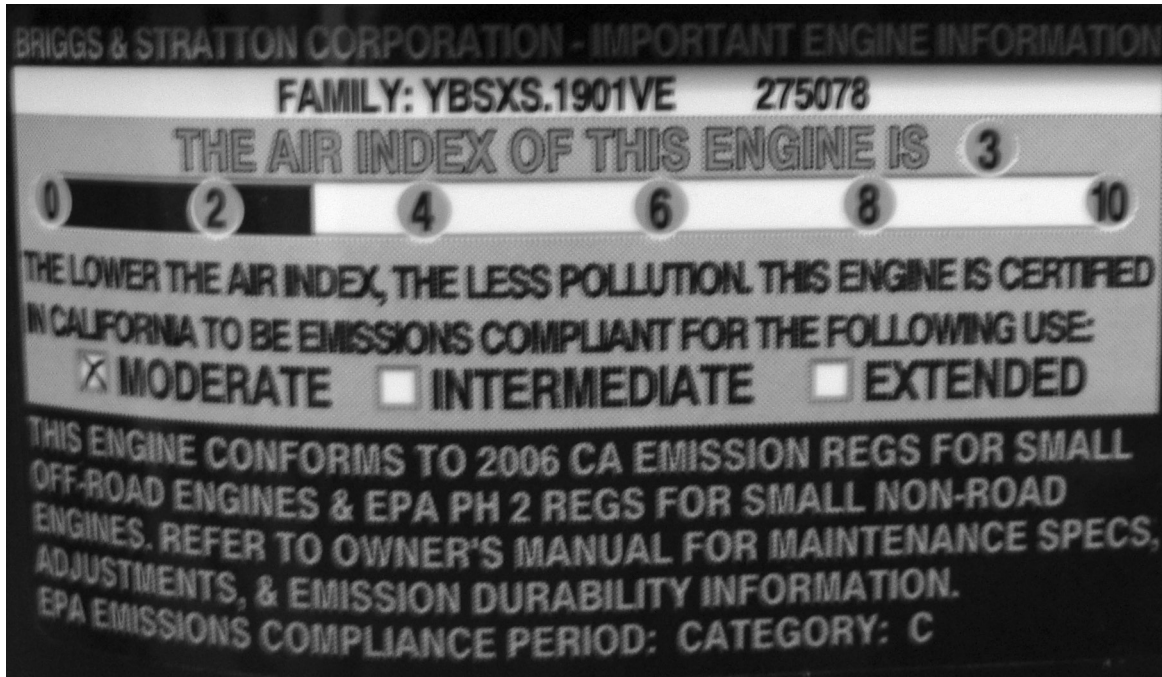 BRIGGS & STRATTON CORPORATION - IMPORTANT ENGINE INFORMATION
FAMILY: YBSXS.1901VE 275078
THE AIR INDEX OF THIS ENGINE IS 3
0 2 4 6 8 10
THE LOWER THE AIR INDEX, THE LESS POLLUTION. THIS ENGINE IS CERTIFIED
IN CALIFORNIA TO BE EMISSIONS COMPLIANT FOR THE FOLLOWING USE:
X MODERATE INTERMEDIATE EXTENDED
THIS ENGINE CONFORMS TO 2006 CA EMISSION REGS FOR SMALL
OFF-ROAD ENGINES & EPA PH 2 REGS FOR SMALL NON-ROAD
ENGINES. REFER TO OWNER'S MANUAL FOR MAINTENANCE SPECS,
ADJUSTMENTS, & EMISSION DURABILITY INFORMATION.
EPA EMISSIONS COMPLIANCE PERIOD: CATEGORY: C